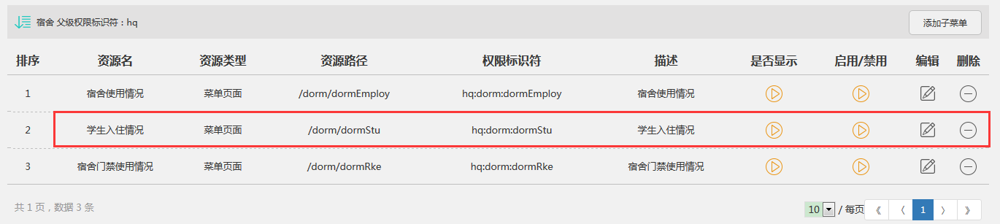 宿舍 父级权限标识符：hq 添加子菜单
排序 资源名 资源类型 资源路径 权限标识符 描述 是否显示 启用/禁用 编辑 删除
1 宿舍使用情况 菜单页面 /dorm/dormEmploy hq:dorm:dormEmploy 宿舍使用情况
2 学生入住情况 菜单页面 /dorm/dormStu hq:dorm:dormStu 学生入住情况
3 宿舍门禁使用情况 菜单页面 /dorm/dormRke hq:dorm:dormRke 宿舍门禁使用情况
共 1 页，数据 3 条 10 / 每页 《 〈 1 〉 》